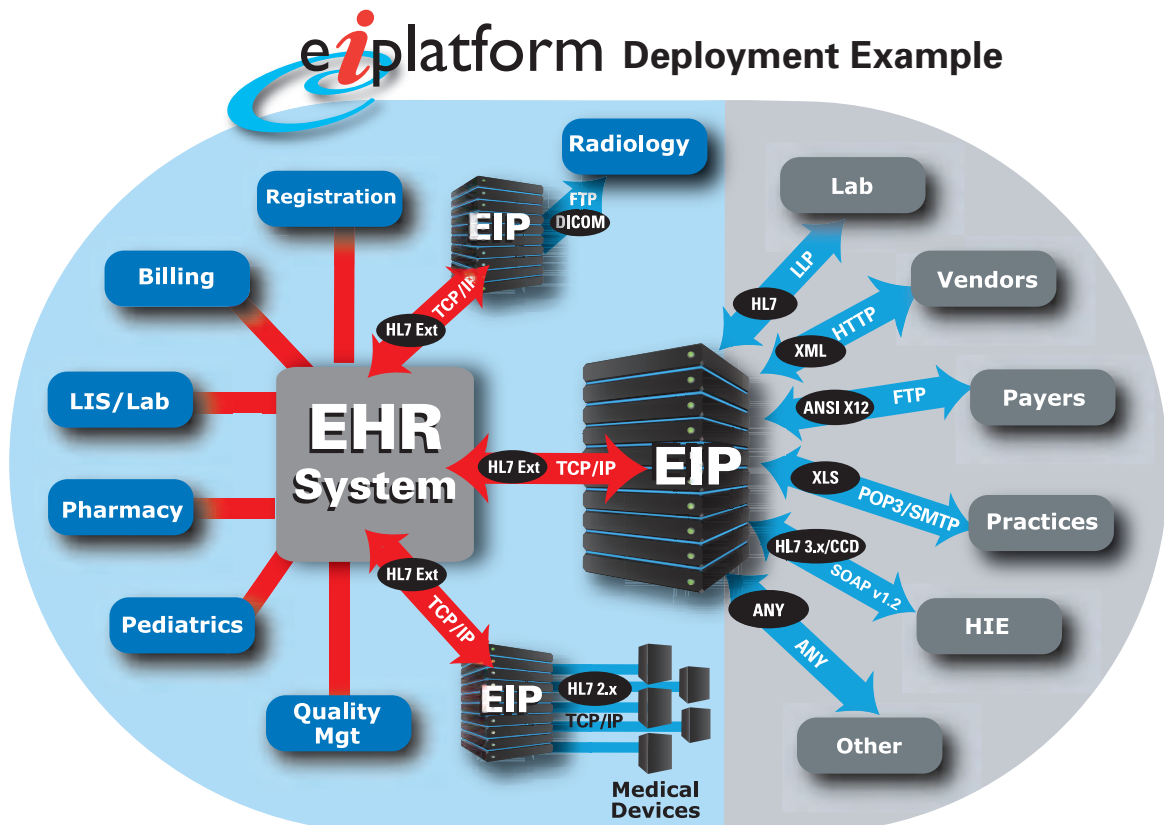 eiplatform Deployment Example
Radiology
Registration
EIP
FTP
DICOM
Lab
Billing
TCP/IP
HL7 Ext
LLP
HL7
Vendors
HTTP
XML
LIS/Lab
EHR
System
Payers
FTP
ANSI X12
HL7 Ext
TCP/IP
EIP
Pharmacy
XLS
POP3/SMTP
Practices
HL7 3.x/CCD
SOAP v1.2
HL7 Ext
TCP/IP
Pediatrics
HIE
ANY
ANY
EIP
HL7 2.x
TCP/IP
Quality
Mgt
Other
Medical
Devices